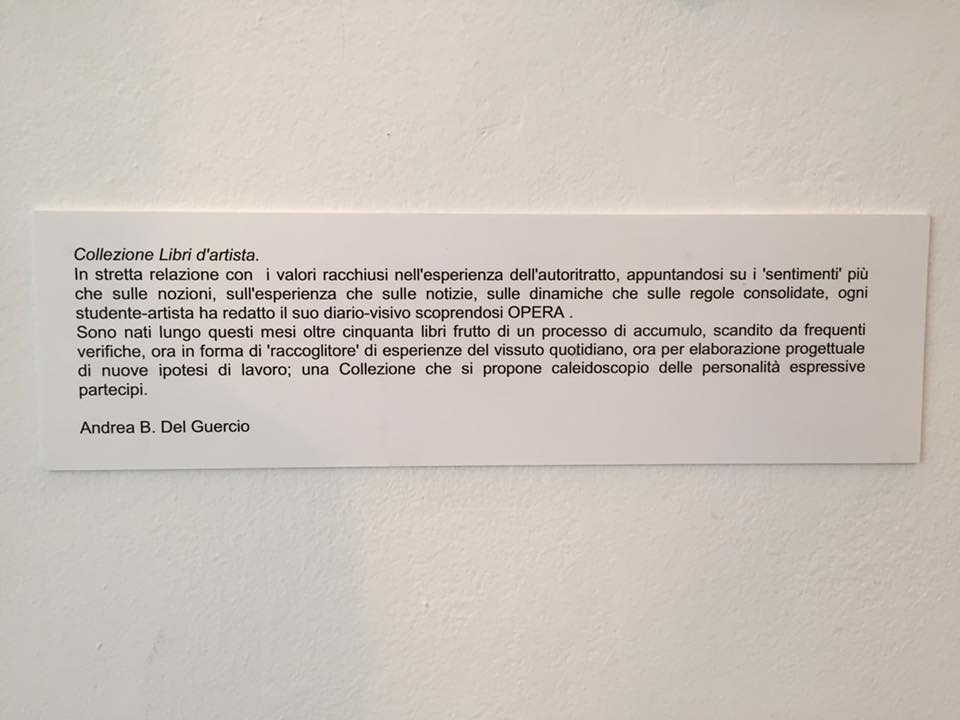 Collezione Libri d'artista.
In stretta relazione con  i valori racchiusi nell'esperienza dell'autoritratto, appuntandosi su i 'sentimenti' più
che sulle nozioni, sull'esperienza che sulle notizie, sulle dinamiche che sulle regole consolidate, ogni
studente-artista ha redatto il suo diario-visivo scoprendosi OPERA .
Sono nati lungo questi mesi oltre cinquanta libri frutto di un processo di accumulo, scandito da frequenti
verifiche, ora in forma di 'raccoglitore' di esperienze del vissuto quotidiano, ora per elaborazione progettuale
di nuove ipotesi di lavoro; una Collezione che si propone caleidoscopio delle personalità espressive
partecipi.
Andrea B. Del Guercio